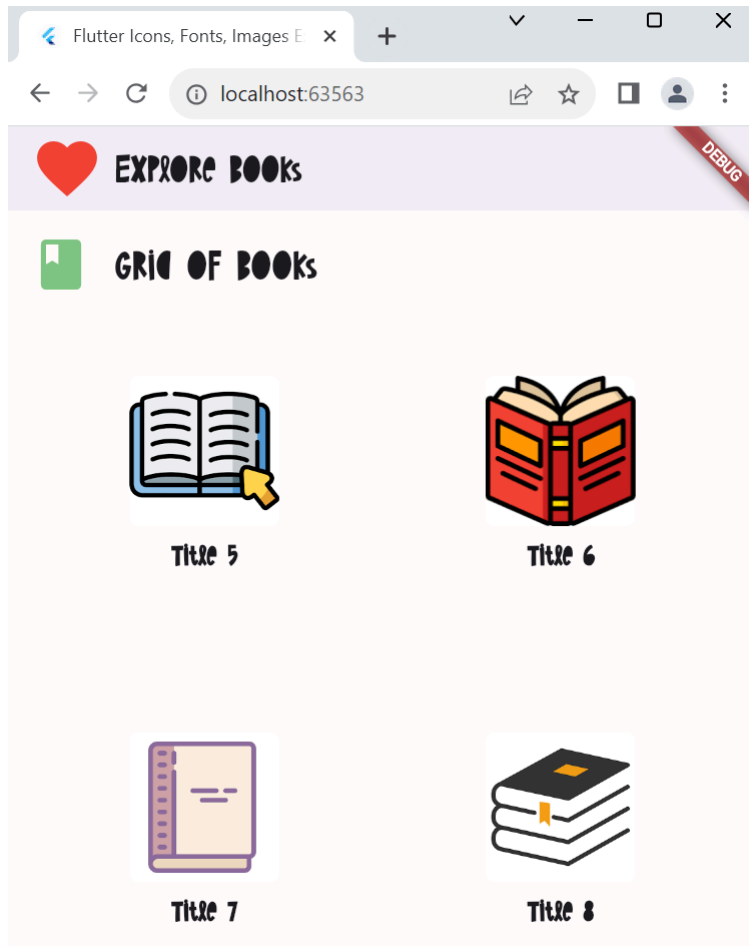 Flutter Icons, Fonts, Images E
localhost:63563
Explore Books
DEBUG
Grid of Books
Title 5
Title 6
Title 7
Title 8